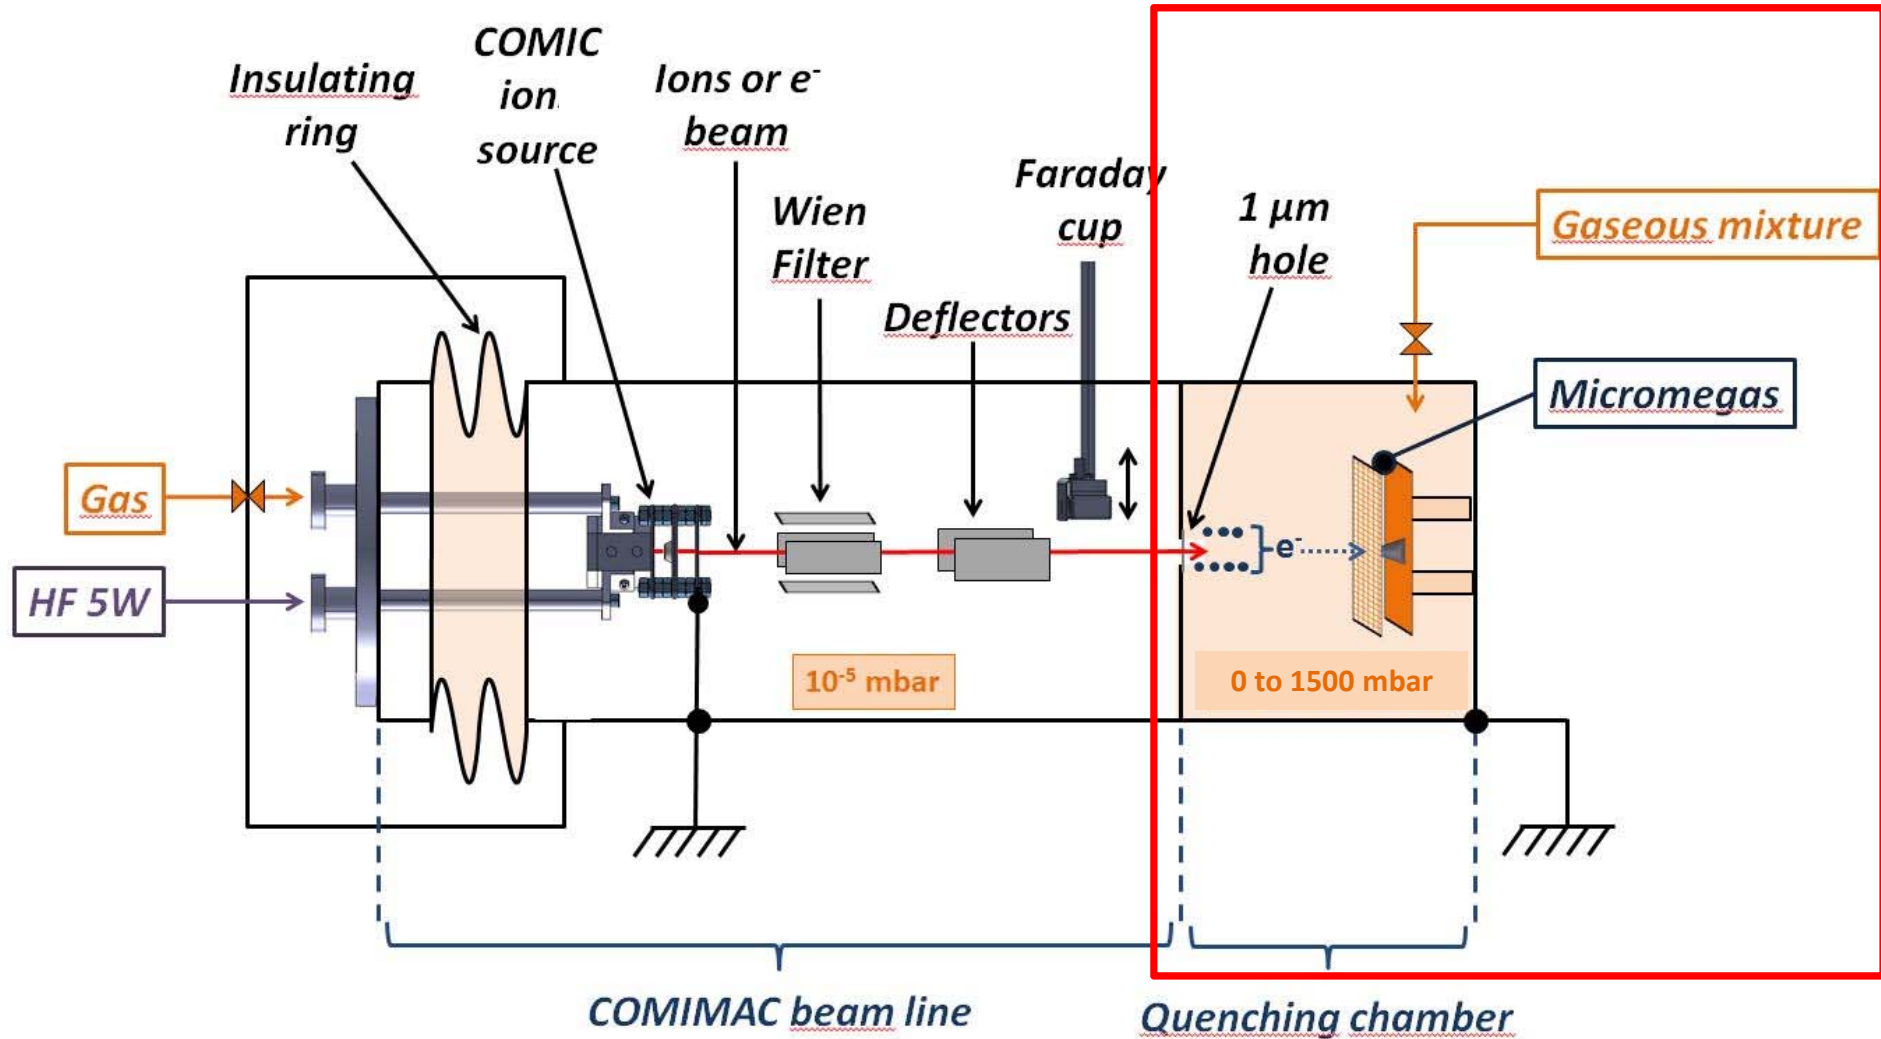 Insulating
ring
COMIC
ion
source
Ions or e-
beam
Wien
Filter
Deflectors
Faraday
cup
1 µm
hole
Gaseous mixture
Micromegas
Gas
HF 5W
e-
10-5 mbar
0 to 1500 mbar
COMIMAC beam line
Quenching chamber